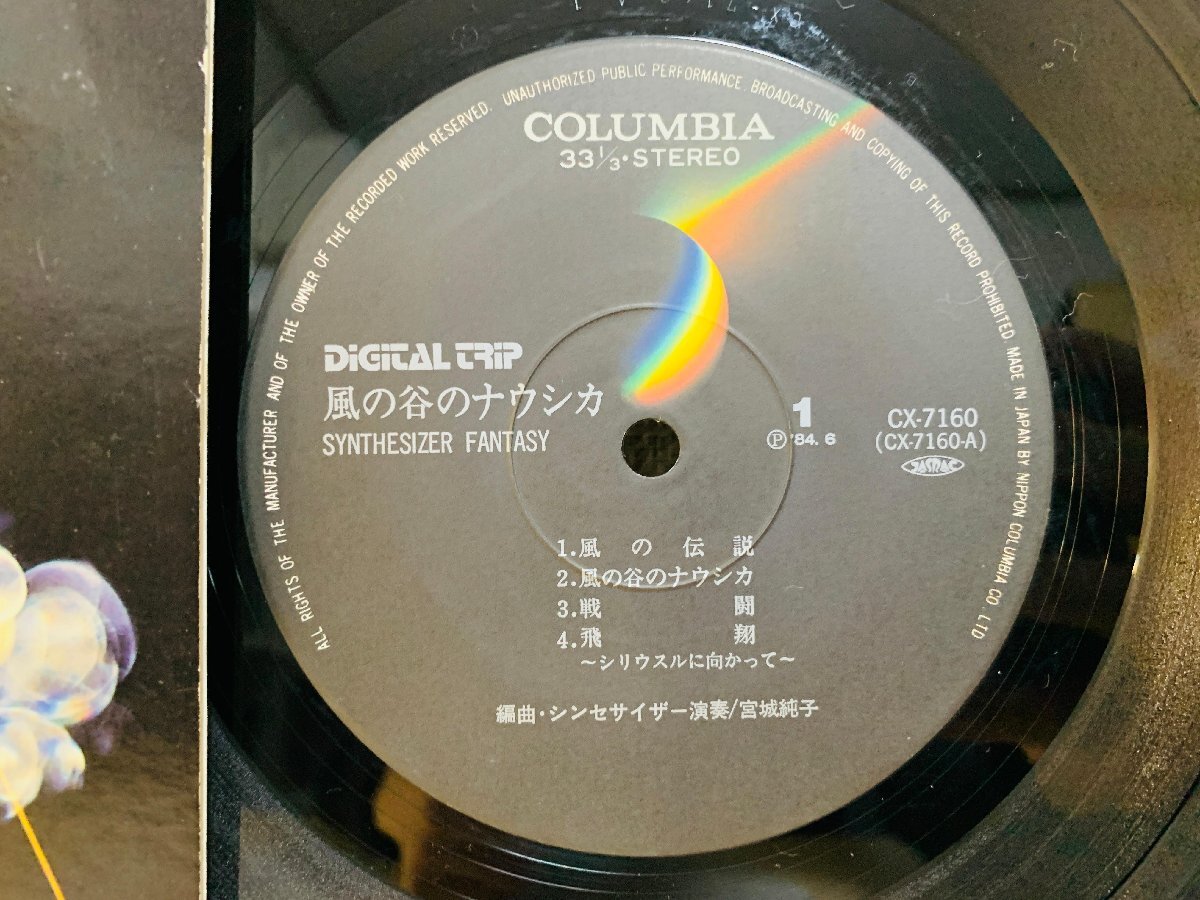 ALL RIGHTS OF THE MANUFACTURER AND OF THE OWNER OF THE RECORDED WORK RESERVED. UNAUTHORIZED PUBLIC PERFORMANCE. BROADCASTING AND COPYING OF THIS RECORD PROHIBITED MADE IN JAPAN BY NIPPON COLUMBIA CO., LTD
COLUMBIA
33 1/3・STEREO
DIGITAL TRIP
風の谷のナウシカ
SYNTHESIZER FANTASY
1
Ⓟ'84. 6
CX-7160
(CX-7160-A)
JASRAC
1.風の伝説
2.風の谷のナウシカ
3.戦闘
4.飛翔
～シリウスルに向かって～
編曲・シンセサイザー演奏/宮城純子